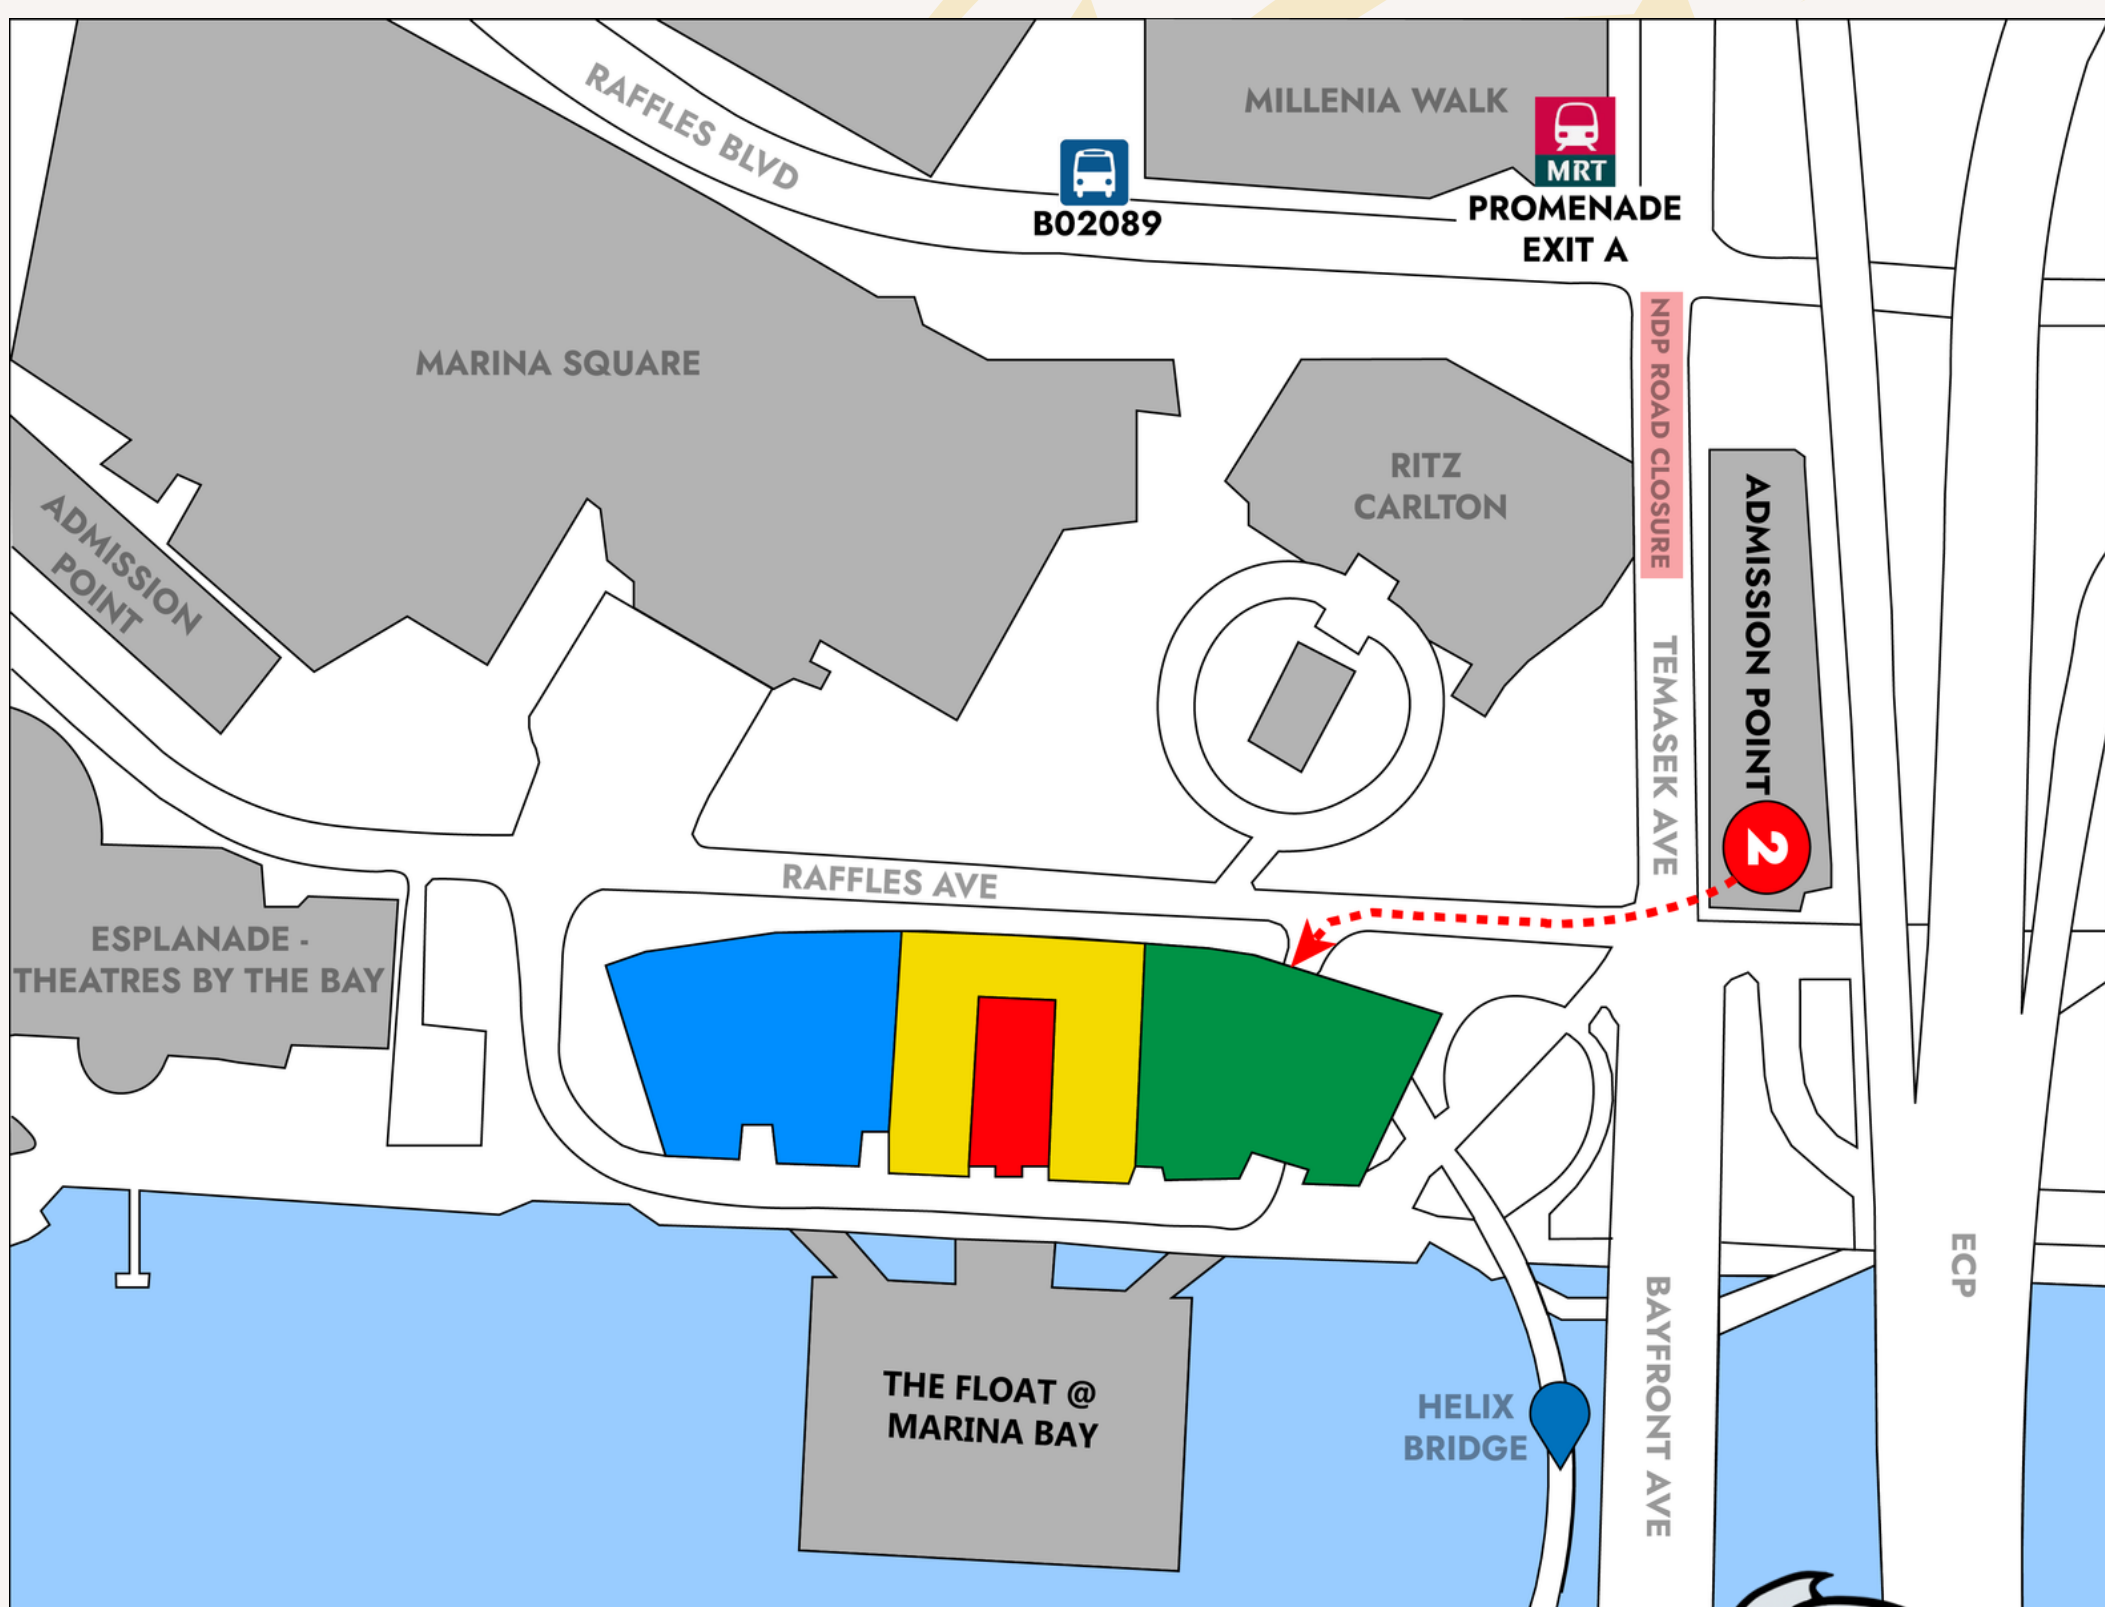 RAFFLES BLVD
MILLENIA WALK
MRT
PROMENADE
EXIT A
B02089
NDP ROAD CLOSURE
MARINA SQUARE
RITZ
CARLTON
ADMISSION POINT
2
ADMISSION
POINT
TEMASEK AVE
RAFFLES AVE
ESPLANADE -
THEATRES BY THE BAY
ECP
BAYFRONT AVE
THE FLOAT @
MARINA BAY
HELIX
BRIDGE